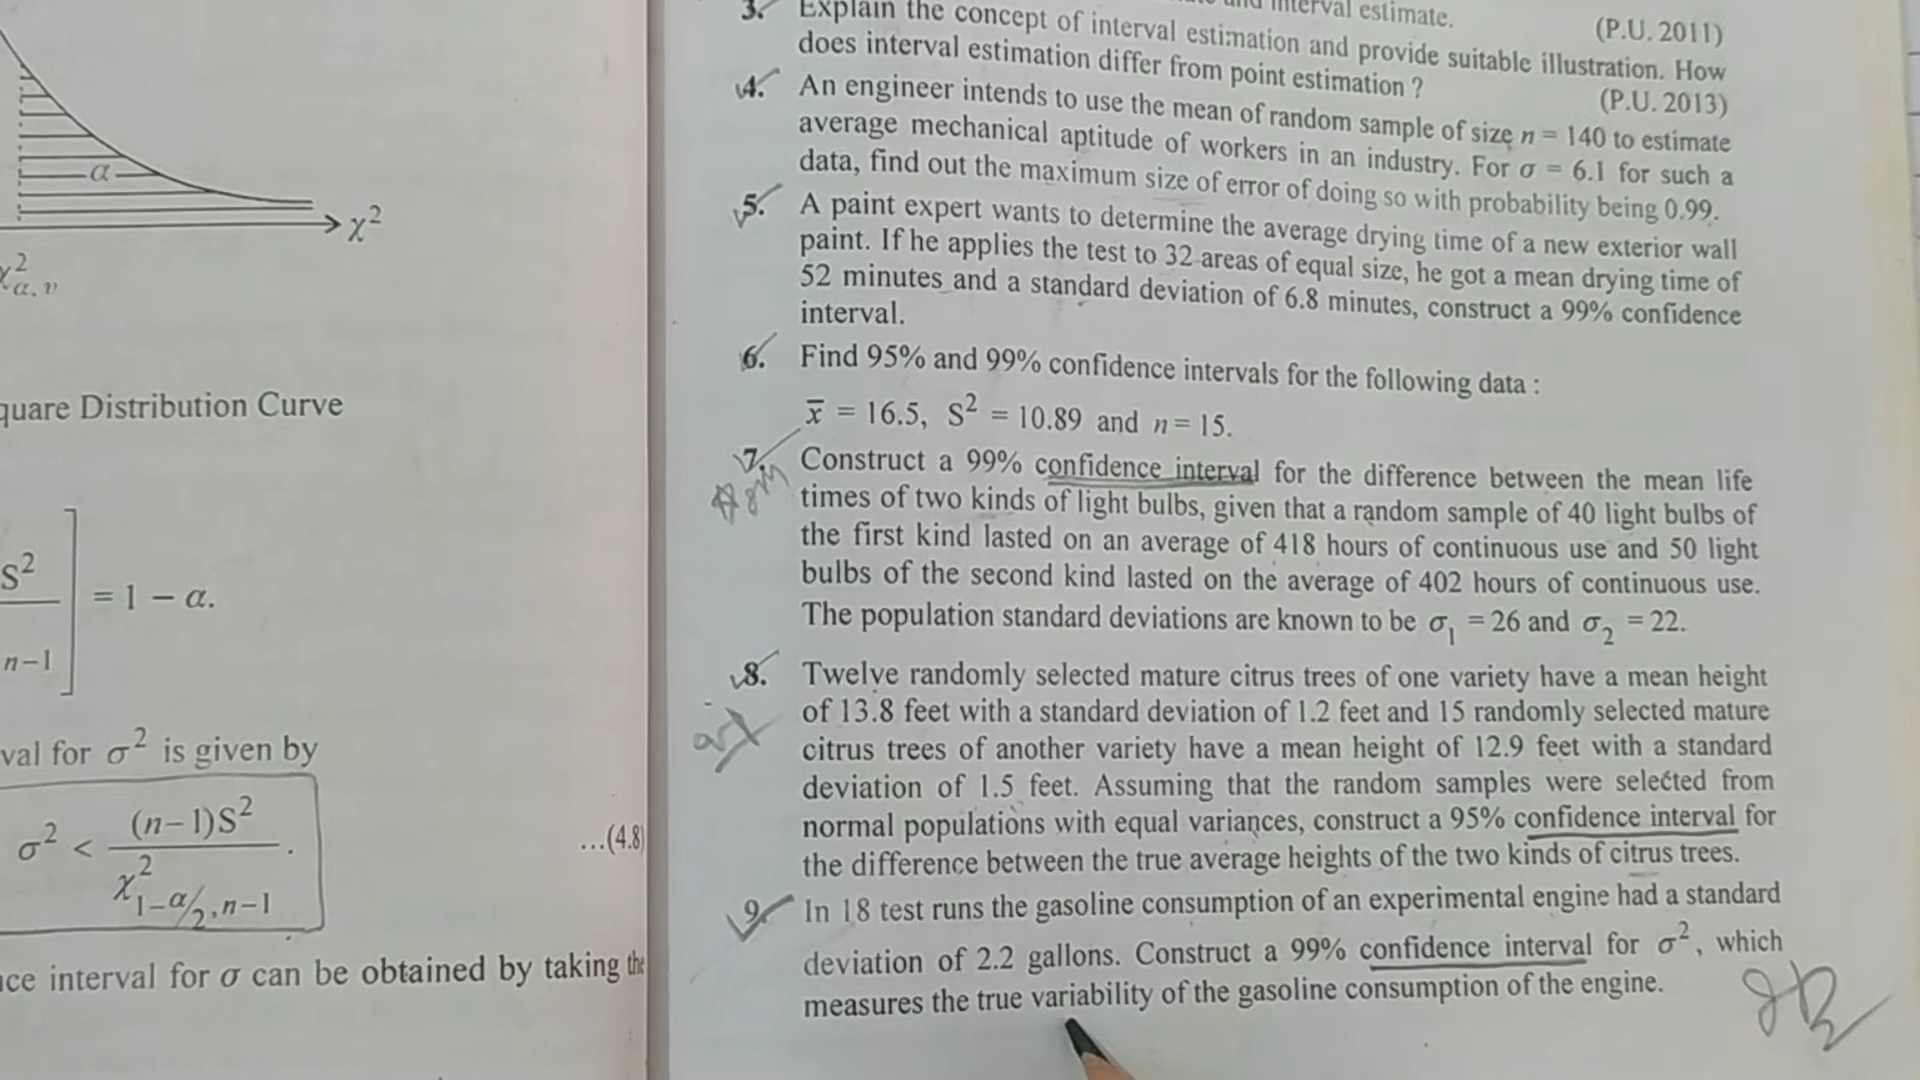 α
χ²
χ²α, ν
quare Distribution Curve
S²
= 1 − α.
n−1
val for σ² is given by
σ² < (n−1)S² / χ²1−α/2, n−1 .
...(4.8)
ce interval for σ can be obtained by taking the
and interval estimate.
(P.U. 2011)
3. Explain the concept of interval estimation and provide suitable illustration. How
does interval estimation differ from point estimation ?
(P.U. 2013)
4. An engineer intends to use the mean of random sample of size n = 140 to estimate
average mechanical aptitude of workers in an industry. For σ = 6.1 for such a
data, find out the maximum size of error of doing so with probability being 0.99.
5. A paint expert wants to determine the average drying time of a new exterior wall
paint. If he applies the test to 32 areas of equal size, he got a mean drying time of
52 minutes and a standard deviation of 6.8 minutes, construct a 99% confidence
interval.
6. Find 95% and 99% confidence intervals for the following data :
x̄ = 16.5, S² = 10.89 and n = 15.
7. Construct a 99% confidence interval for the difference between the mean life
times of two kinds of light bulbs, given that a random sample of 40 light bulbs of
the first kind lasted on an average of 418 hours of continuous use and 50 light
bulbs of the second kind lasted on the average of 402 hours of continuous use.
The population standard deviations are known to be σ₁ = 26 and σ₂ = 22.
8. Twelve randomly selected mature citrus trees of one variety have a mean height
of 13.8 feet with a standard deviation of 1.2 feet and 15 randomly selected mature
citrus trees of another variety have a mean height of 12.9 feet with a standard
deviation of 1.5 feet. Assuming that the random samples were selected from
normal populations with equal variances, construct a 95% confidence interval for
the difference between the true average heights of the two kinds of citrus trees.
9. In 18 test runs the gasoline consumption of an experimental engine had a standard
deviation of 2.2 gallons. Construct a 99% confidence interval for σ², which
measures the true variability of the gasoline consumption of the engine.